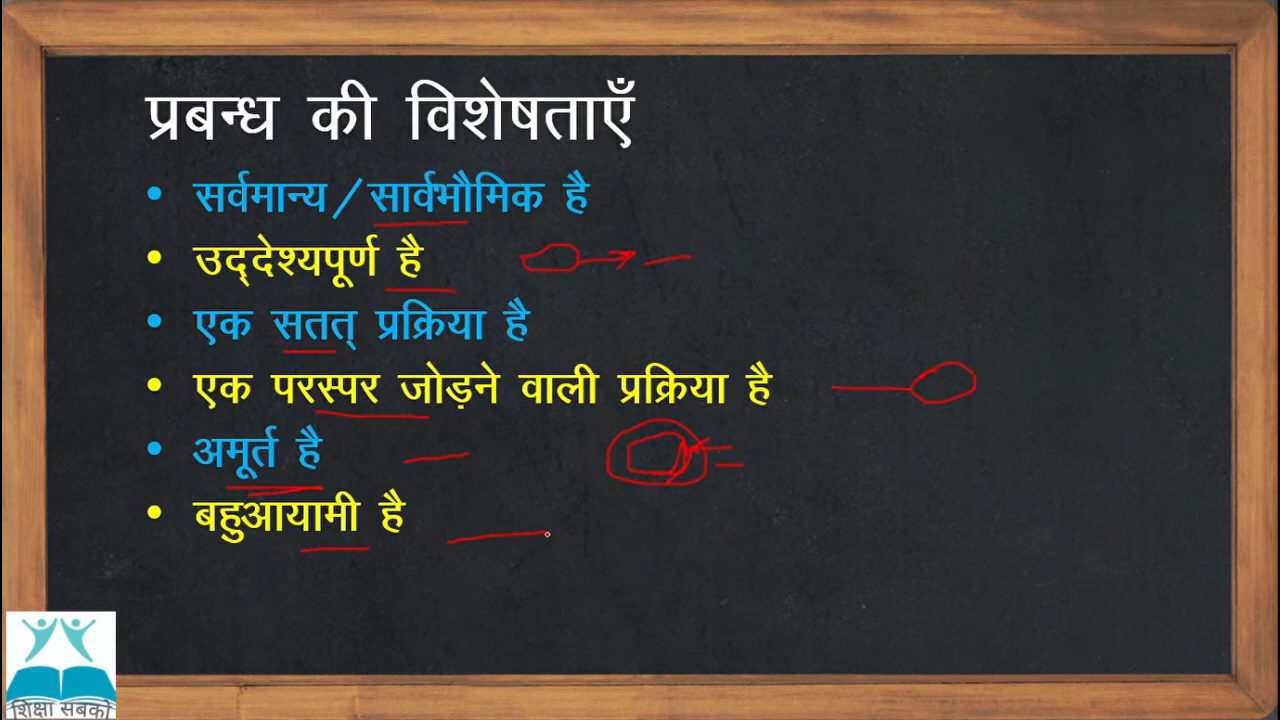 प्रबन्ध की विशेषताएँ
• सर्वमान्य/सार्वभौमिक है
• उद्देश्यपूर्ण है
• एक सतत् प्रक्रिया है
• एक परस्पर जोड़ने वाली प्रक्रिया है
• अमूर्त है
• बहुआयामी है
शिक्षा सबको